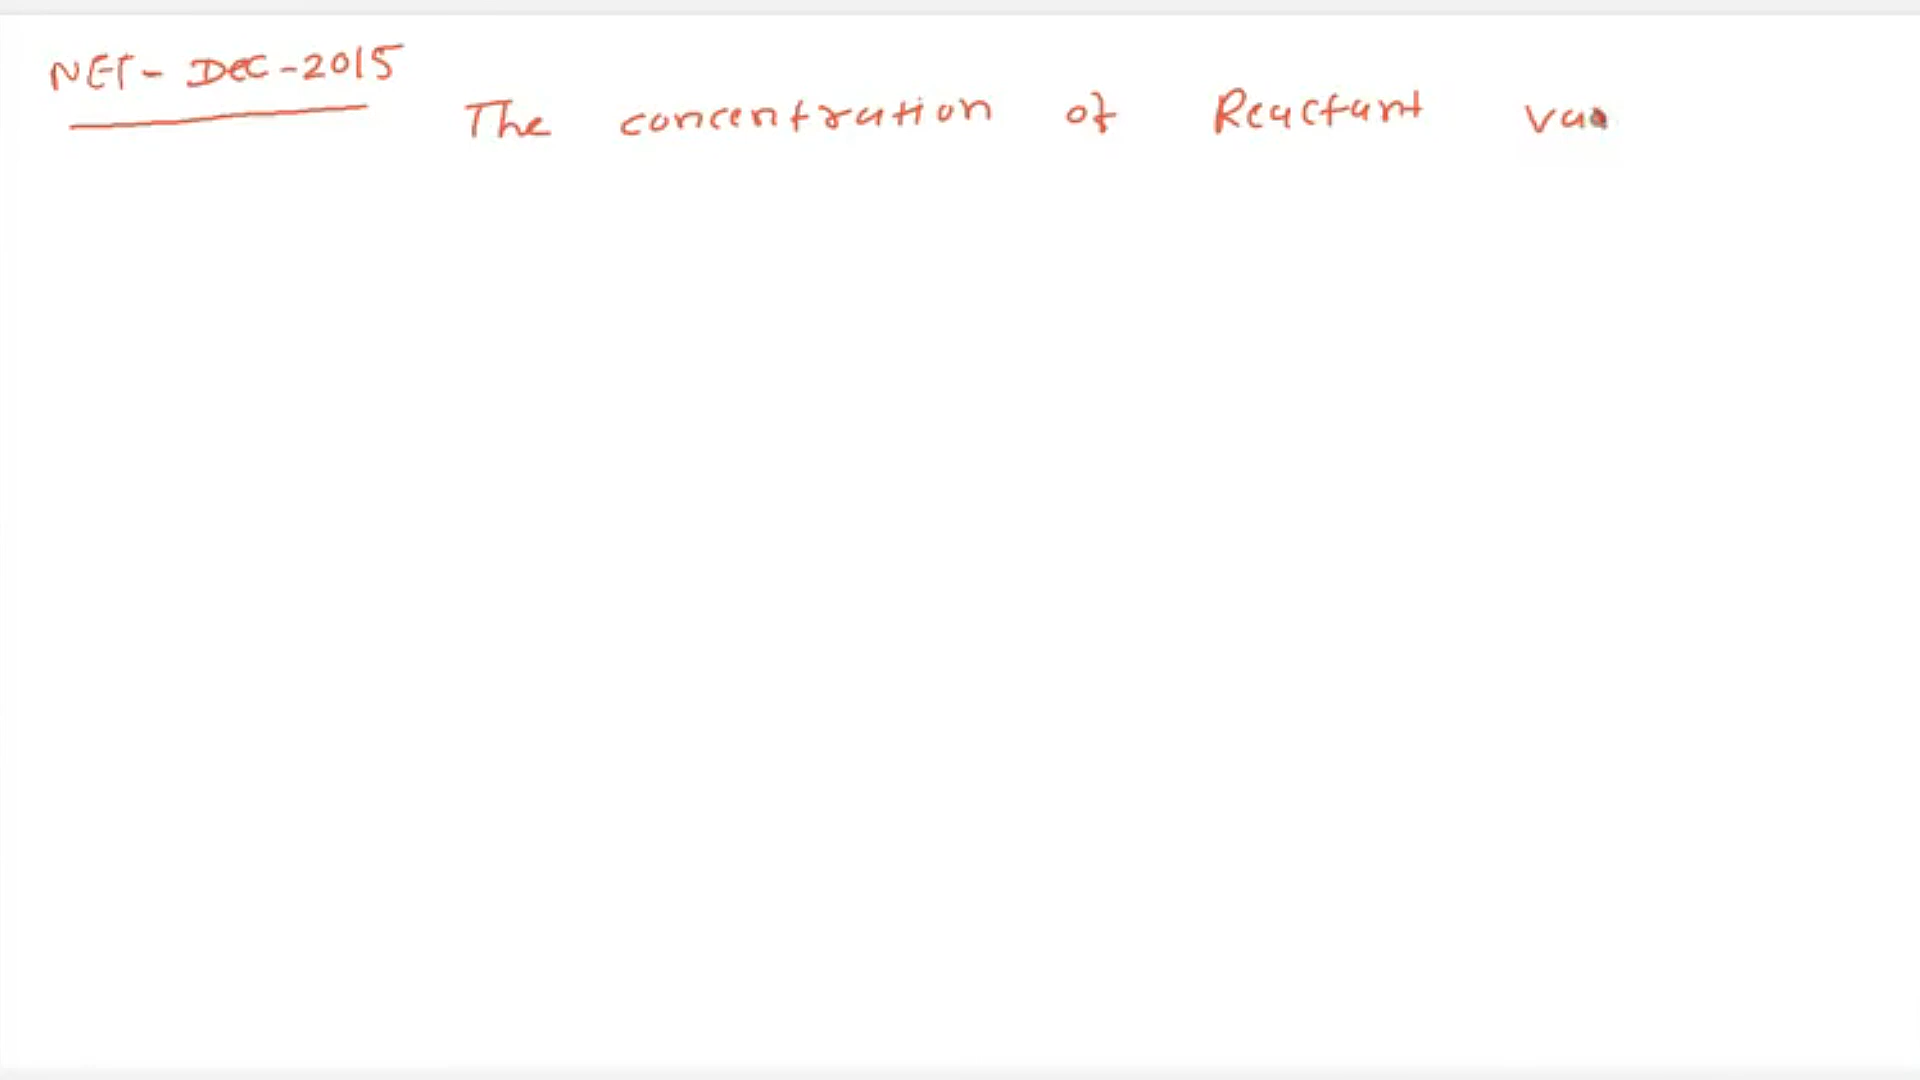 NET - Dec - 2015
The concentration of Reactant